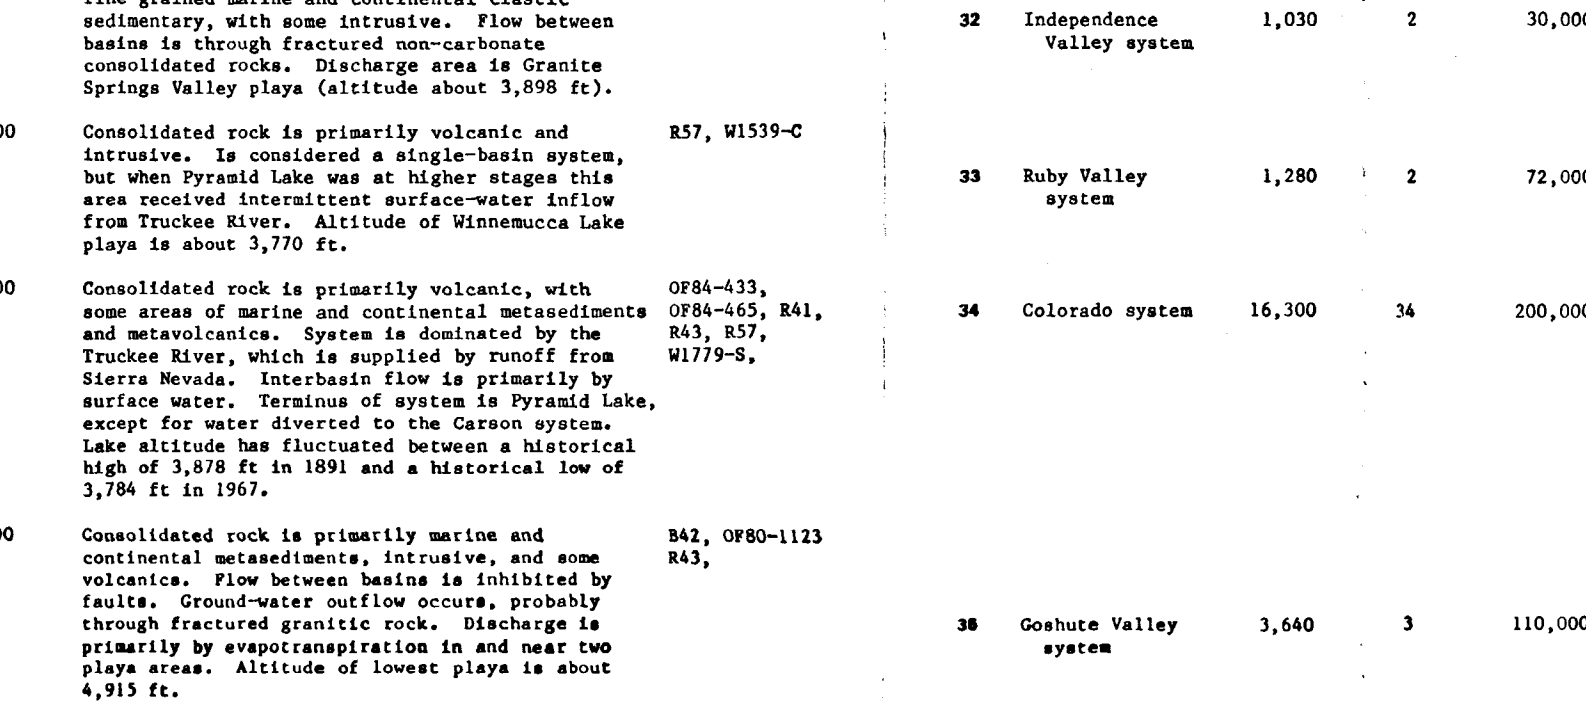 fine grained marine and continental clastic
sedimentary, with some intrusive. Flow between
basins is through fractured non-carbonate
consolidated rocks. Discharge area is Granite
Springs Valley playa (altitude about 3,898 ft).
00 Consolidated rock is primarily volcanic and R57, W1539-C
intrusive. Is considered a single-basin system,
but when Pyramid Lake was at higher stages this
area received intermittent surface-water inflow
from Truckee River. Altitude of Winnemucca Lake
playa is about 3,770 ft.
00 Consolidated rock is primarily volcanic, with OF84-433,
some areas of marine and continental metasediments OF84-465, R41,
and metavolcanics. System is dominated by the R43, R57,
Truckee River, which is supplied by runoff from W1779-S,
Sierra Nevada. Interbasin flow is primarily by
surface water. Terminus of system is Pyramid Lake,
except for water diverted to the Carson system.
Lake altitude has fluctuated between a historical
high of 3,878 ft in 1891 and a historical low of
3,784 ft in 1967.
00 Consolidated rock is primarily marine and B42, OF80-1123
continental metasediments, intrusive, and some R43,
volcanics. Flow between basins is inhibited by
faults. Ground-water outflow occurs, probably
through fractured granitic rock. Discharge is
primarily by evapotranspiration in and near two
playa areas. Altitude of lowest playa is about
4,915 ft.
32 Independence 1,030 2 30,000
Valley system
33 Ruby Valley 1,280 2 72,000
system
34 Colorado system 16,300 34 200,000
Goshute Valley 3,640 3 110,000
system